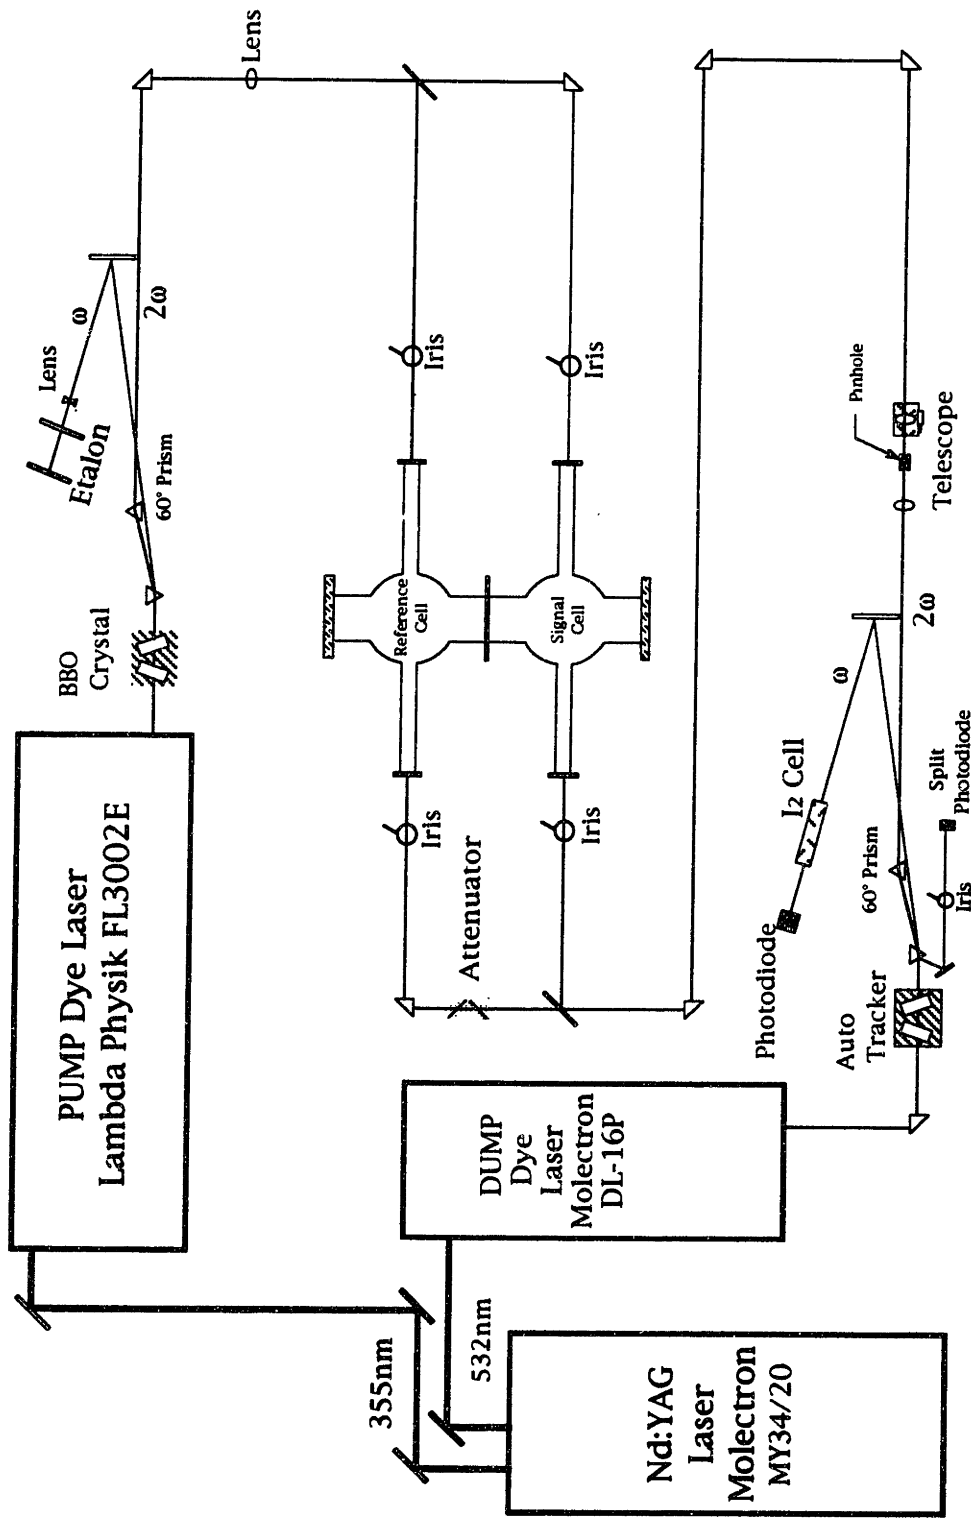 PUMP Dye Laser
Lambda Physik FL3002E
BBO
Crystal
60° Prism
Etalon
Lens
ω
2ω
Lens
355nm
532nm
Nd:YAG
Laser
Molectron
MY34/20
DUMP
Dye
Laser
Molectron
DL-16P
Attenuator
Iris
Iris
Reference
Cell
Signal
Cell
Iris
Iris
Auto
Tracker
Photodiode
I2 Cell
60° Prism
Iris
Split
Photodiode
ω
2ω
Pinhole
Telescope